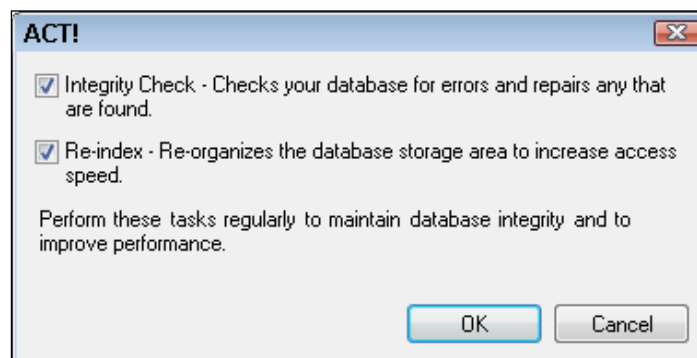 ACT!
Integrity Check - Checks your database for errors and repairs any that
are found.
Re-index - Re-organizes the database storage area to increase access
speed.
Perform these tasks regularly to maintain database integrity and to
improve performance.
OK Cancel